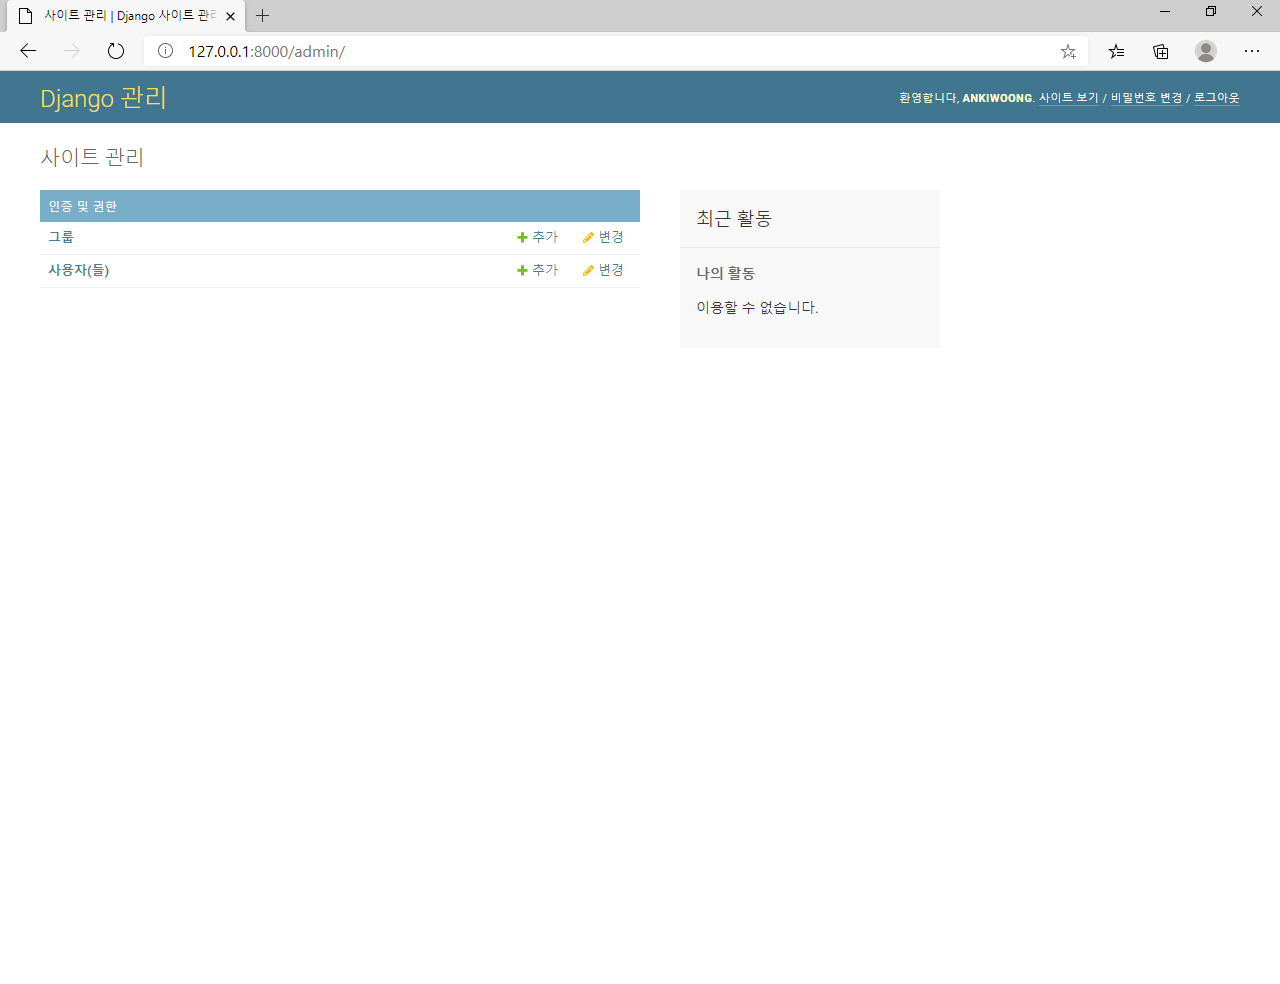 사이트 관리 | Django 사이트 관리
127.0.0.1:8000/admin/
Django 관리
환영합니다, ANKIWOONG. 사이트 보기 / 비밀번호 변경 / 로그아웃
사이트 관리
인증 및 권한
그룹 추가 변경
사용자(들) 추가 변경
최근 활동
나의 활동
이용할 수 없습니다.